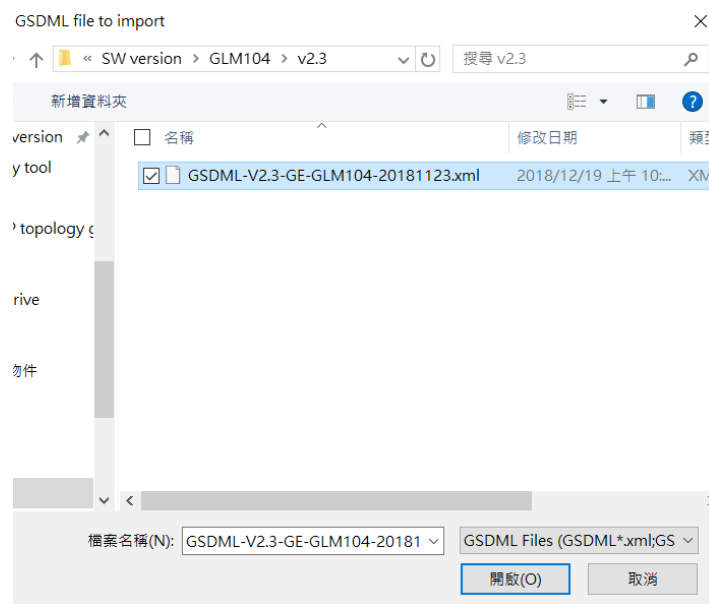 GSDML file to import
« SW version > GLM104 > v2.3
搜尋 v2.3
新增資料夾
version
名稱
修改日期
y tool
GSDML-V2.3-GE-GLM104-20181123.xml
2018/12/19 上午 10:...
XM
topology g
rive
物件
檔案名稱(N):
GSDML-V2.3-GE-GLM104-20181
GSDML Files (GSDML*.xml;GS
開啟(O)
取消